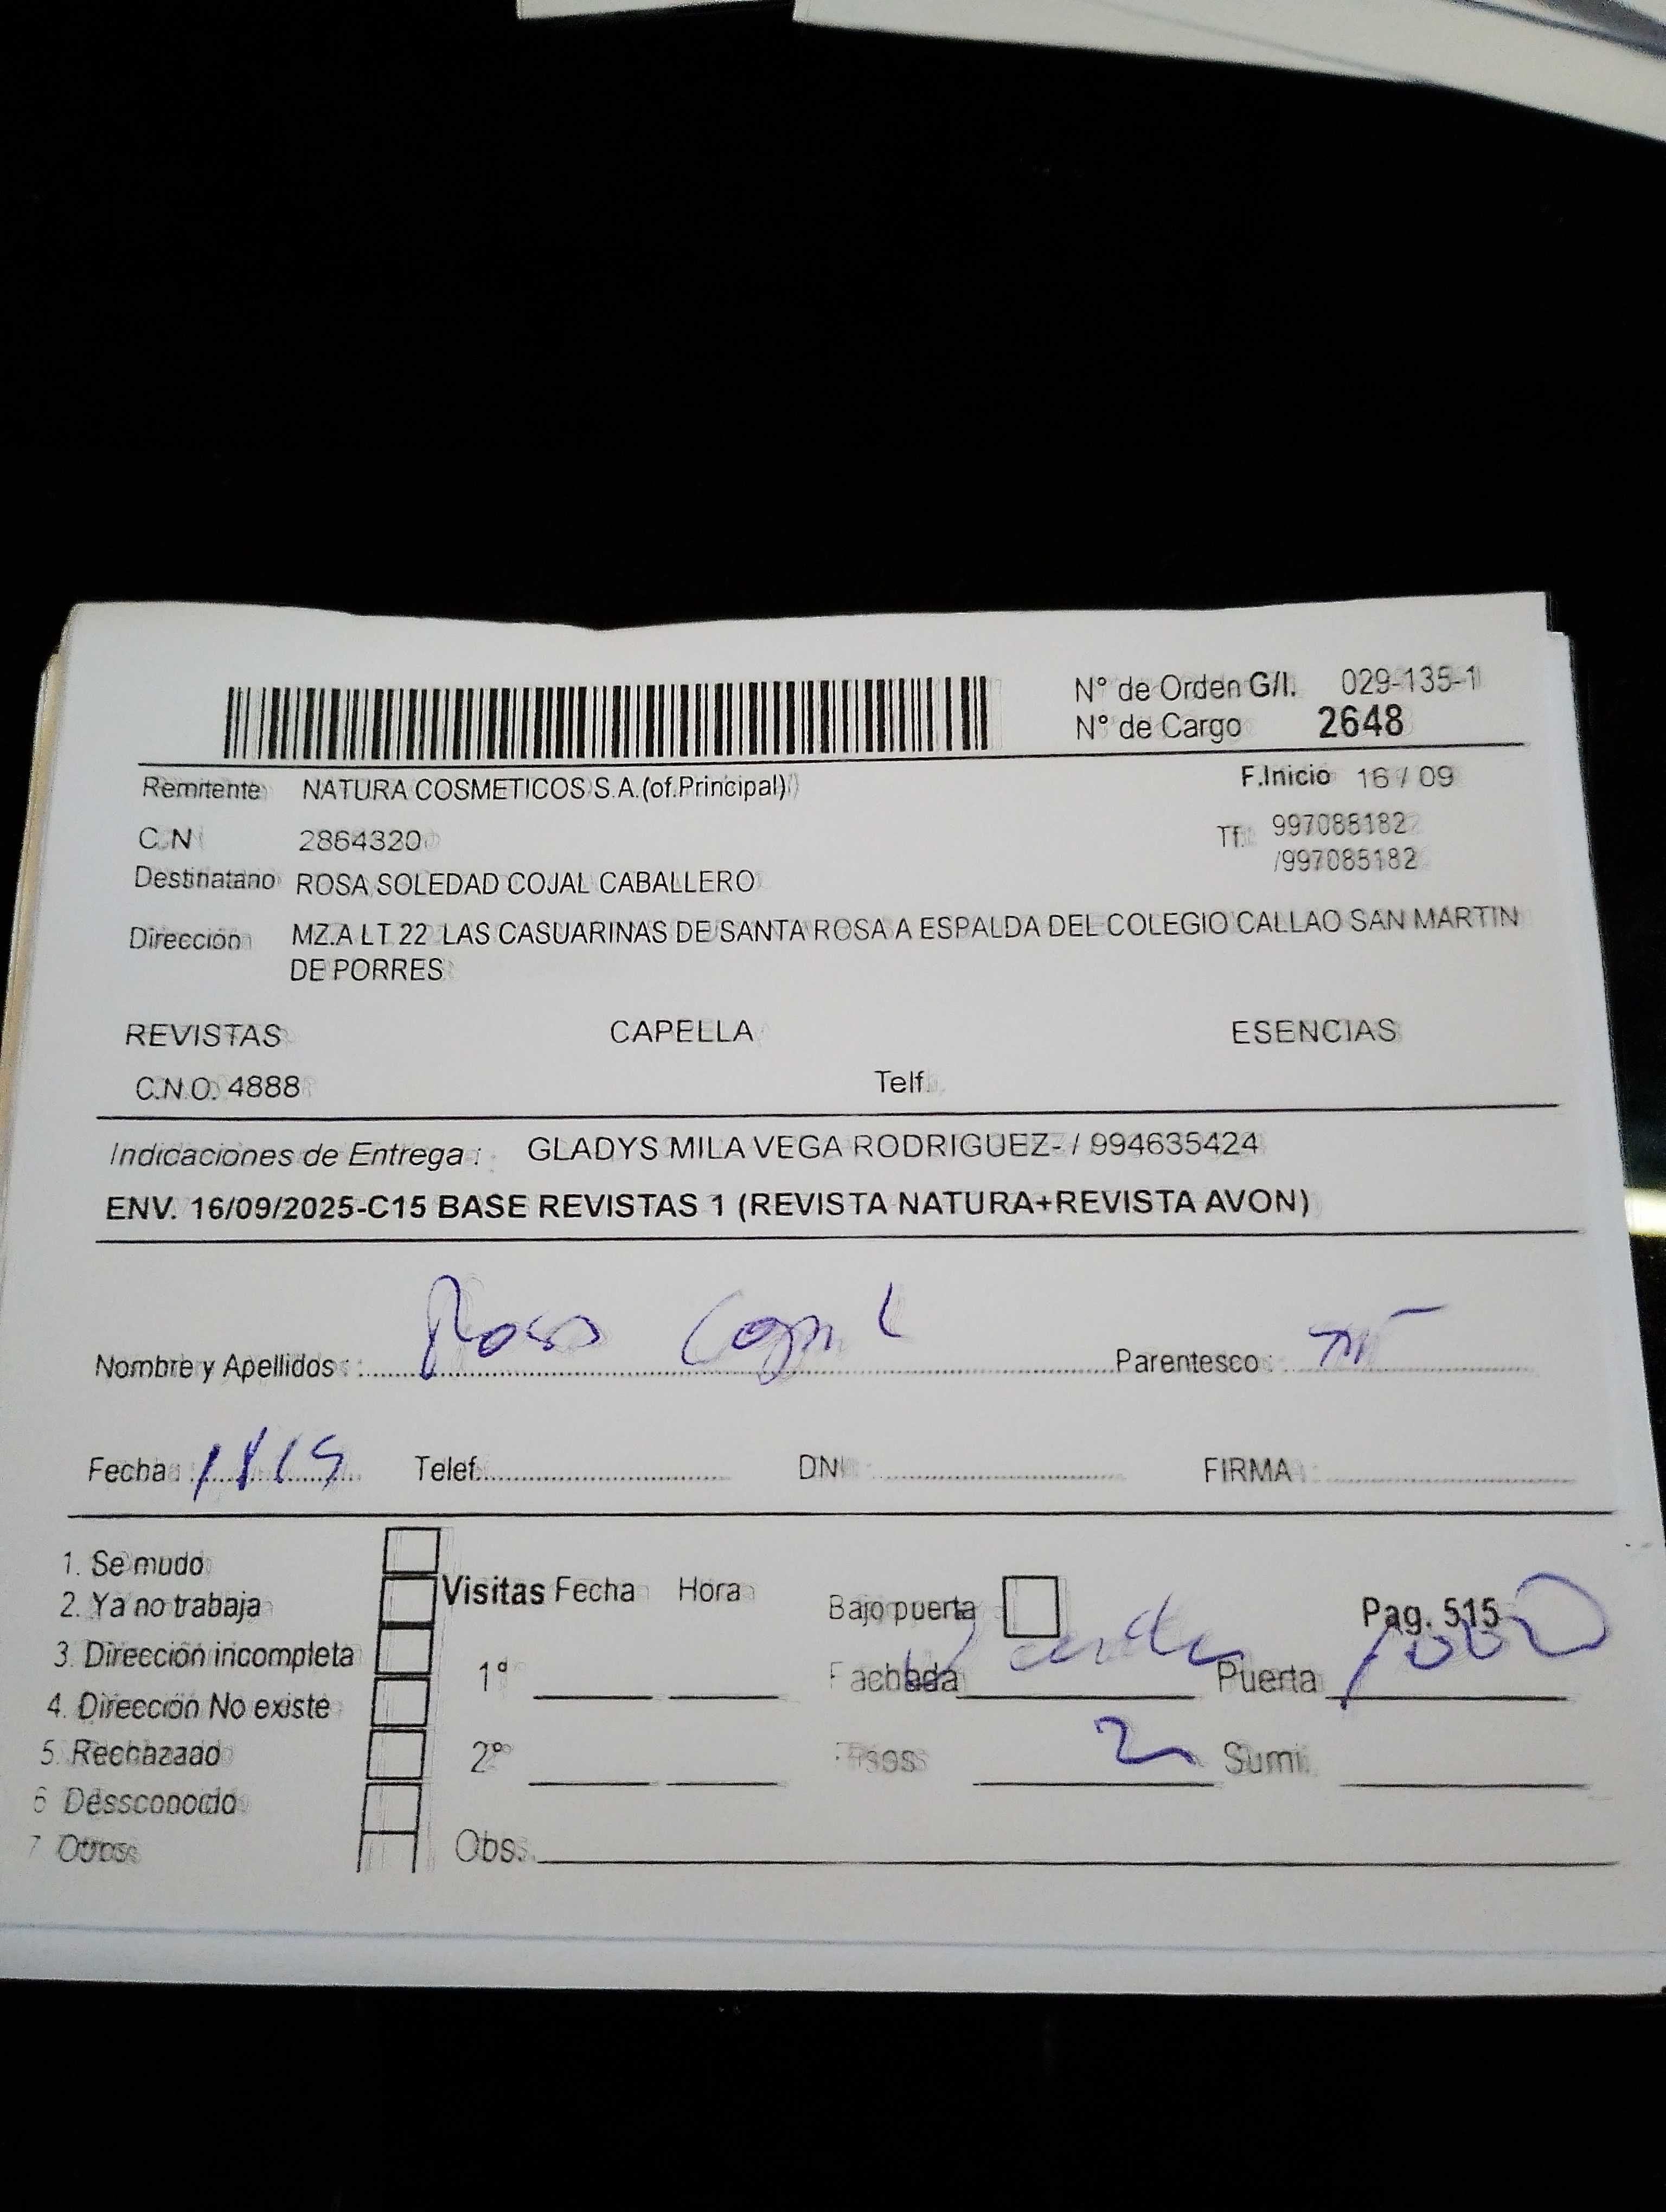 N° de Orden G/I. 029-135-1
N° de Cargo 2648
Remitente NATURA COSMETICOS S.A.(of.Principal)
F.Inicio 16 / 09
C.N 2864320
Tf. 997085182
/997085182
Destinatario ROSA SOLEDAD COJAL CABALLERO
Dirección MZ.A LT 22 LAS CASUARINAS DE SANTA ROSA A ESPALDA DEL COLEGIO CALLAO SAN MARTIN
DE PORRES
REVISTAS CAPELLA ESENCIAS
C.N.O. 4888 Telf.
Indicaciones de Entrega : GLADYS MILA VEGA RODRIGUEZ- / 994635424
ENV. 16/09/2025-C15 BASE REVISTAS 1 (REVISTA NATURA+REVISTA AVON)
Nombre y Apellidos : Rosa Cojal Parentesco :
Fecha : Telef. DNI FIRMA
1. Se mudo
2. Ya no trabaja
3. Dirección incompleta
4. Dirección No existe
5. Rechazado
6 Dessconocido
7 Otros
Visitas Fecha Hora
1°
2°
Obs.
Bajo puerta Pag. 515
Fachada Puerta
Pisos 2 Sumi.